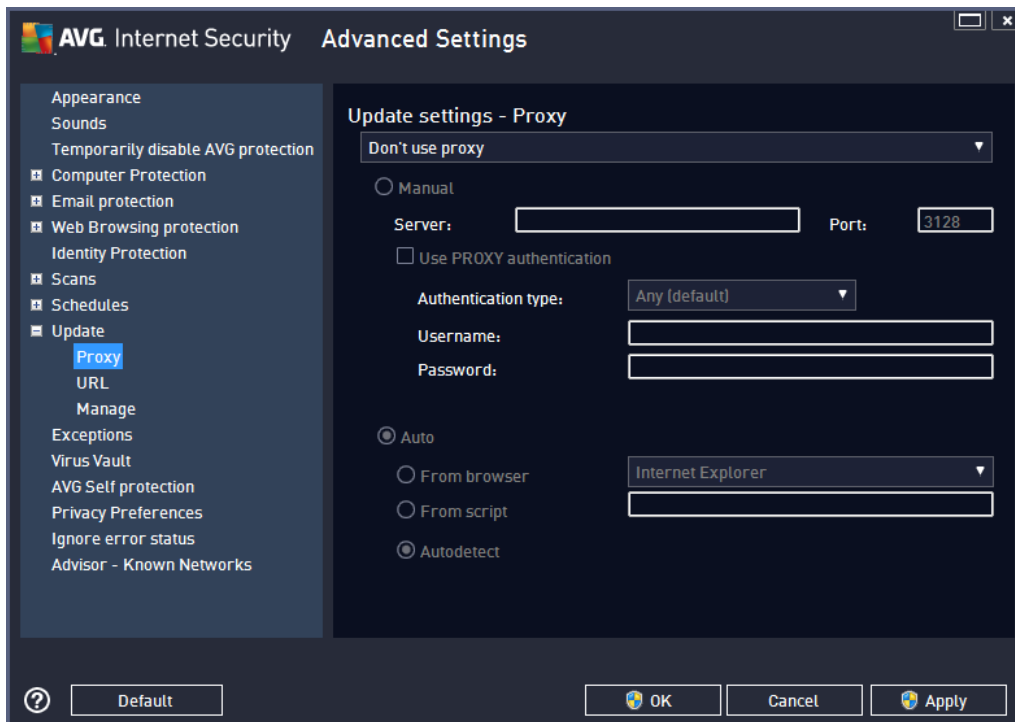 AVG. Internet Security Advanced Settings
Appearance
Sounds
Temporarily disable AVG protection
Computer Protection
Email protection
Web Browsing protection
Identity Protection
Scans
Schedules
Update
Proxy
URL
Manage
Exceptions
Virus Vault
AVG Self protection
Privacy Preferences
Ignore error status
Advisor - Known Networks
Update settings - Proxy
Don't use proxy
Manual
Server: Port: 3128
Use PROXY authentication
Authentication type: Any (default)
Username:
Password:
Auto
From browser Internet Explorer
From script
Autodetect
? Default OK Cancel Apply